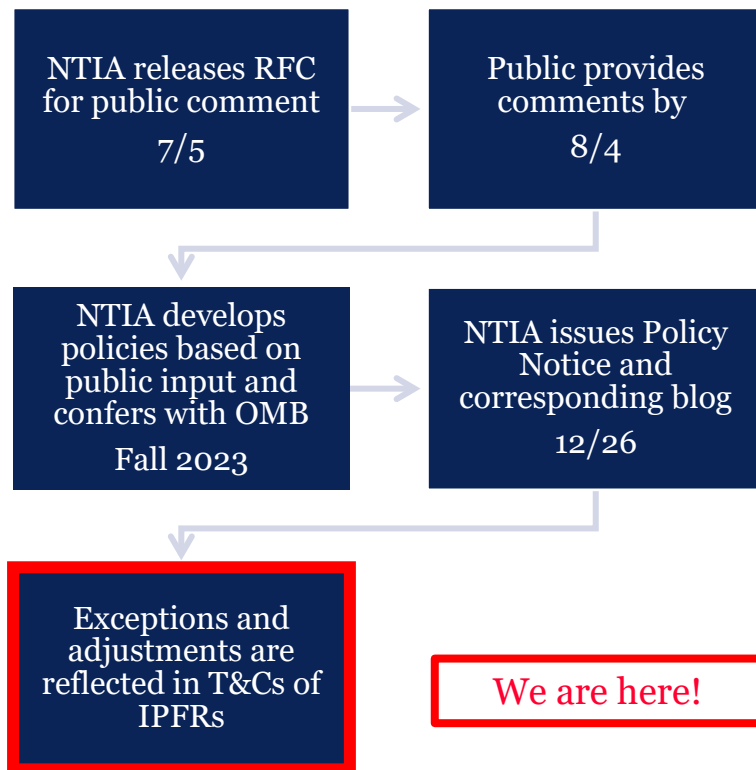 NTIA releases RFC
for public comment
7/5
Public provides
comments by
8/4
NTIA develops
policies based on
public input and
confers with OMB
Fall 2023
NTIA issues Policy
Notice and
corresponding blog
12/26
Exceptions and
adjustments are
reflected in T&Cs of
IPFRs
We are here!